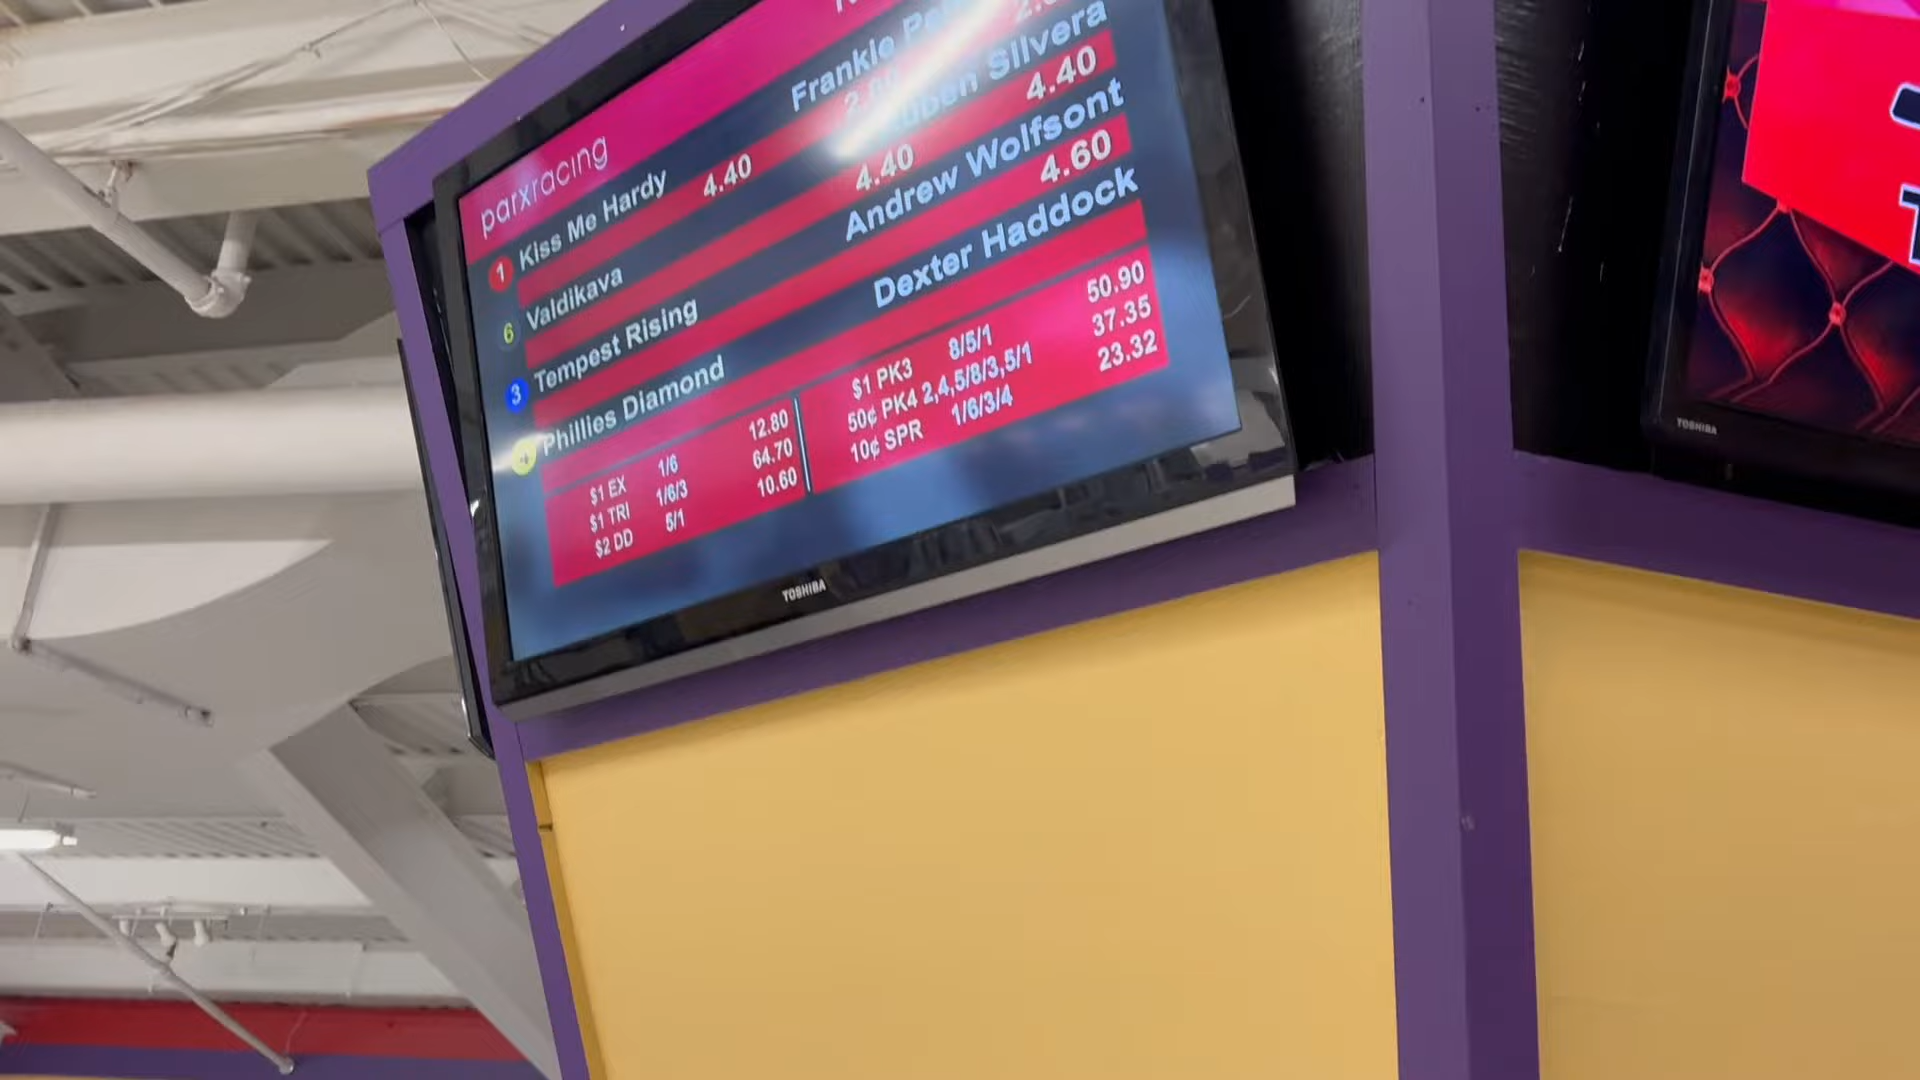 parxracing
1 Kiss Me Hardy Frankie
4.40
6 Valdikava Silvera
4.40 4.40
3 Tempest Rising Andrew Wolfsont
4.60
4 Phillies Diamond Dexter Haddock
$1 EX 1/6 12.80
$1 TRI 1/6/3 64.70
$2 DD 5/1 10.60
$1 PK3 8/5/1 50.90
50¢ PK4 2,4,5/8/3,5/1 37.35
10¢ SPR 1/6/3/4 23.32
TOSHIBA
TOSHIBA